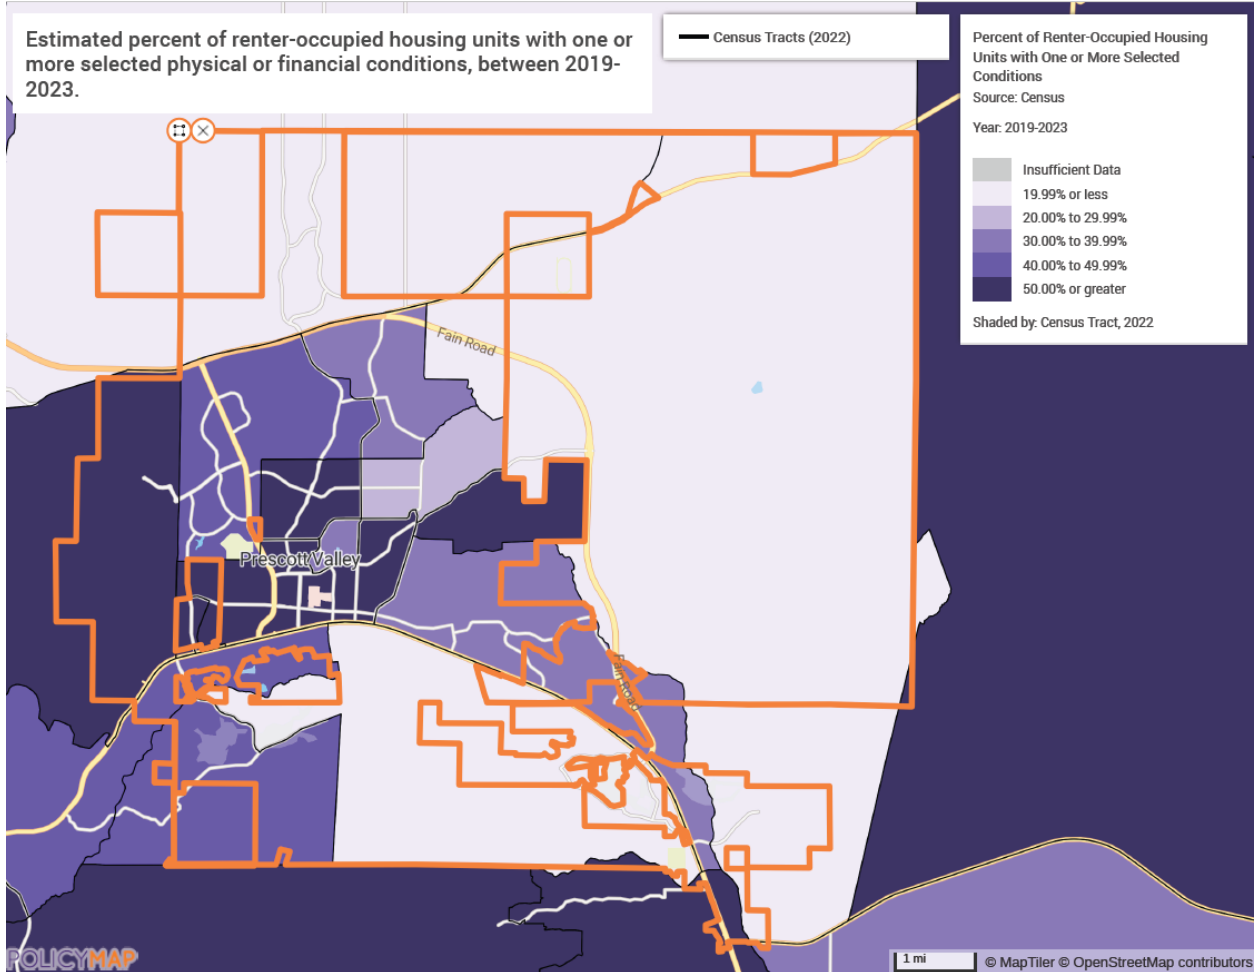 Estimated percent of renter-occupied housing units with one or
more selected physical or financial conditions, between 2019-
2023.
Census Tracts (2022)
Percent of Renter-Occupied Housing
Units with One or More Selected
Conditions
Source: Census
Year: 2019-2023
Insufficient Data
19.99% or less
20.00% to 29.99%
30.00% to 39.99%
40.00% to 49.99%
50.00% or greater
Shaded by: Census Tract, 2022
Fain Road
Prescott Valley
Fain Road
POLICYMAP
1 mi
© MapTiler © OpenStreetMap contributors